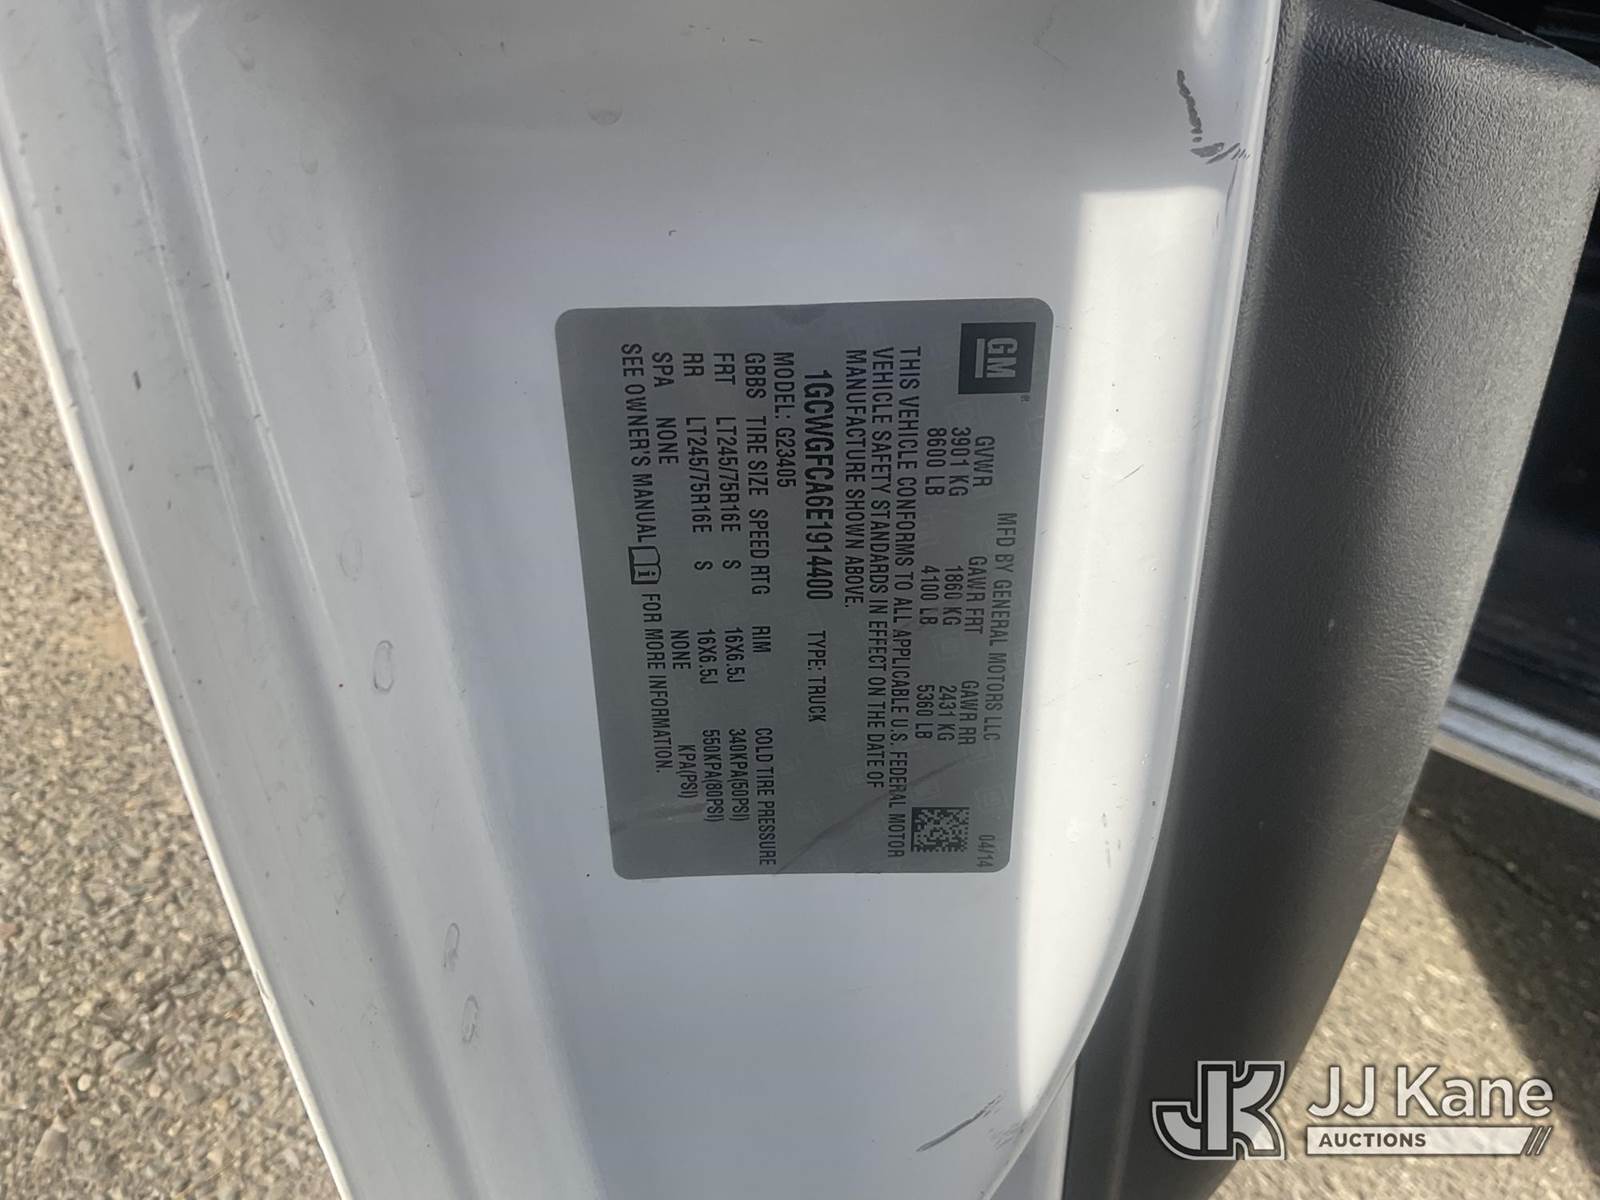 GM
MFD BY GENERAL MOTORS LLC 04/14
GVWR GAWR FRT GAWR RR
3901 KG 1860 KG 2431 KG
8600 LB 4100 LB 5360 LB
THIS VEHICLE CONFORMS TO ALL APPLICABLE U.S. FEDERAL MOTOR
VEHICLE SAFETY STANDARDS IN EFFECT ON THE DATE OF
MANUFACTURE SHOWN ABOVE.
1GCWGFCA6E1914400 TYPE: TRUCK
MODEL: G23405
GBBS TIRE SIZE SPEED RTG RIM COLD TIRE PRESSURE
FRT LT245/75R16E S 16X6.5J 340KPA(50PSI)
RR LT245/75R16E S 16X6.5J 550KPA(80PSI)
SPA NONE NONE KPA(PSI)
SEE OWNER'S MANUAL i FOR MORE INFORMATION.
JK JJ Kane
AUCTIONS